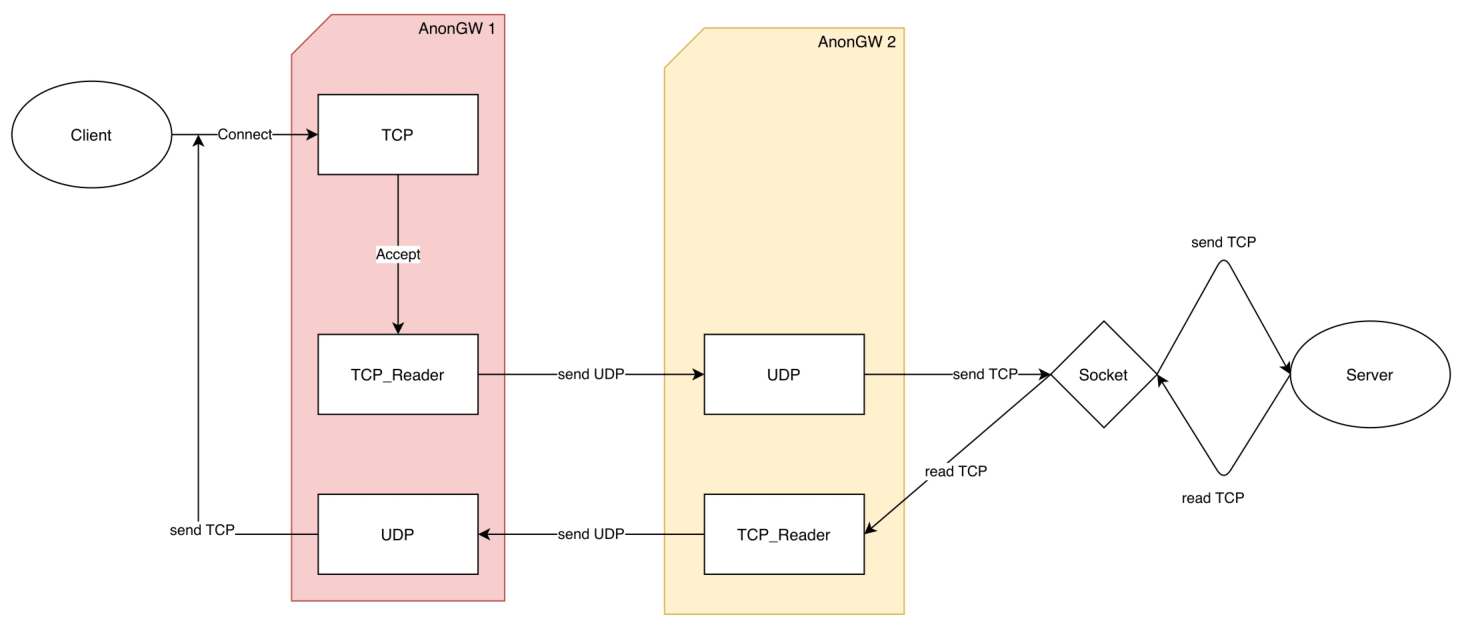 AnonGW 1
AnonGW 2
Client
Connect
TCP
Accept
send TCP
TCP_Reader
send UDP
UDP
send TCP
Socket
Server
read TCP
read TCP
send TCP
UDP
send UDP
TCP_Reader